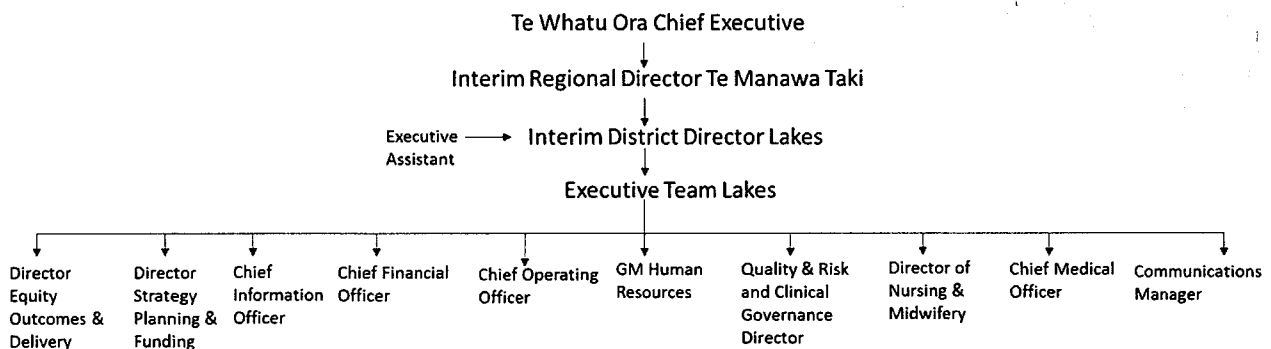 Te Whatu Ora Chief Executive
Interim Regional Director Te Manawa Taki
Executive
Assistant
Interim District Director Lakes
Executive Team Lakes
Director
Equity
Outcomes &
Delivery
Director
Strategy
Planning &
Funding
Chief
Information
Officer
Chief Financial
Officer
Chief Operating
Officer
GM Human
Resources
Quality & Risk
and Clinical
Governance
Director
Director of
Nursing &
Midwifery
Chief Medical
Officer
Communications
Manager